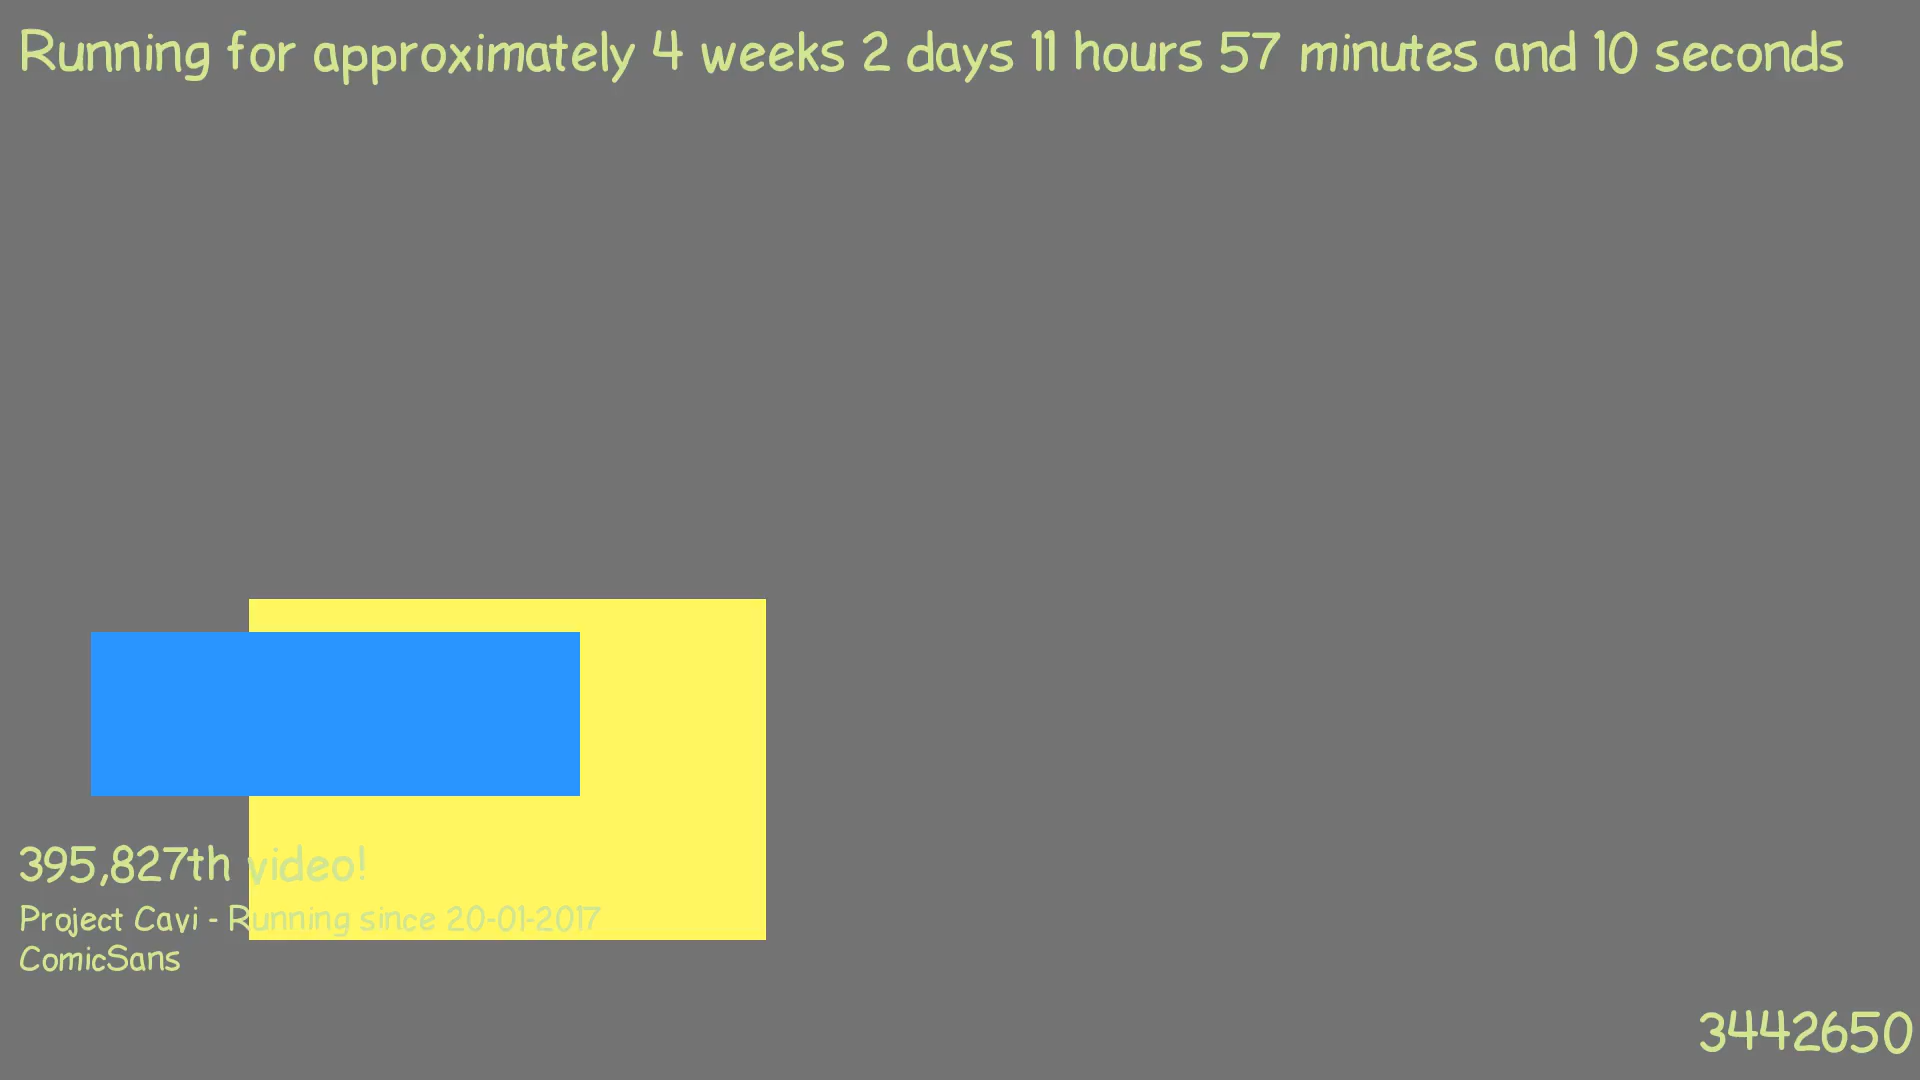 Running for approximately 4 weeks 2 days 11 hours 57 minutes and 10 seconds
395,827th video!
Project Cavi - Running since 20-01-2017
ComicSans
3442650